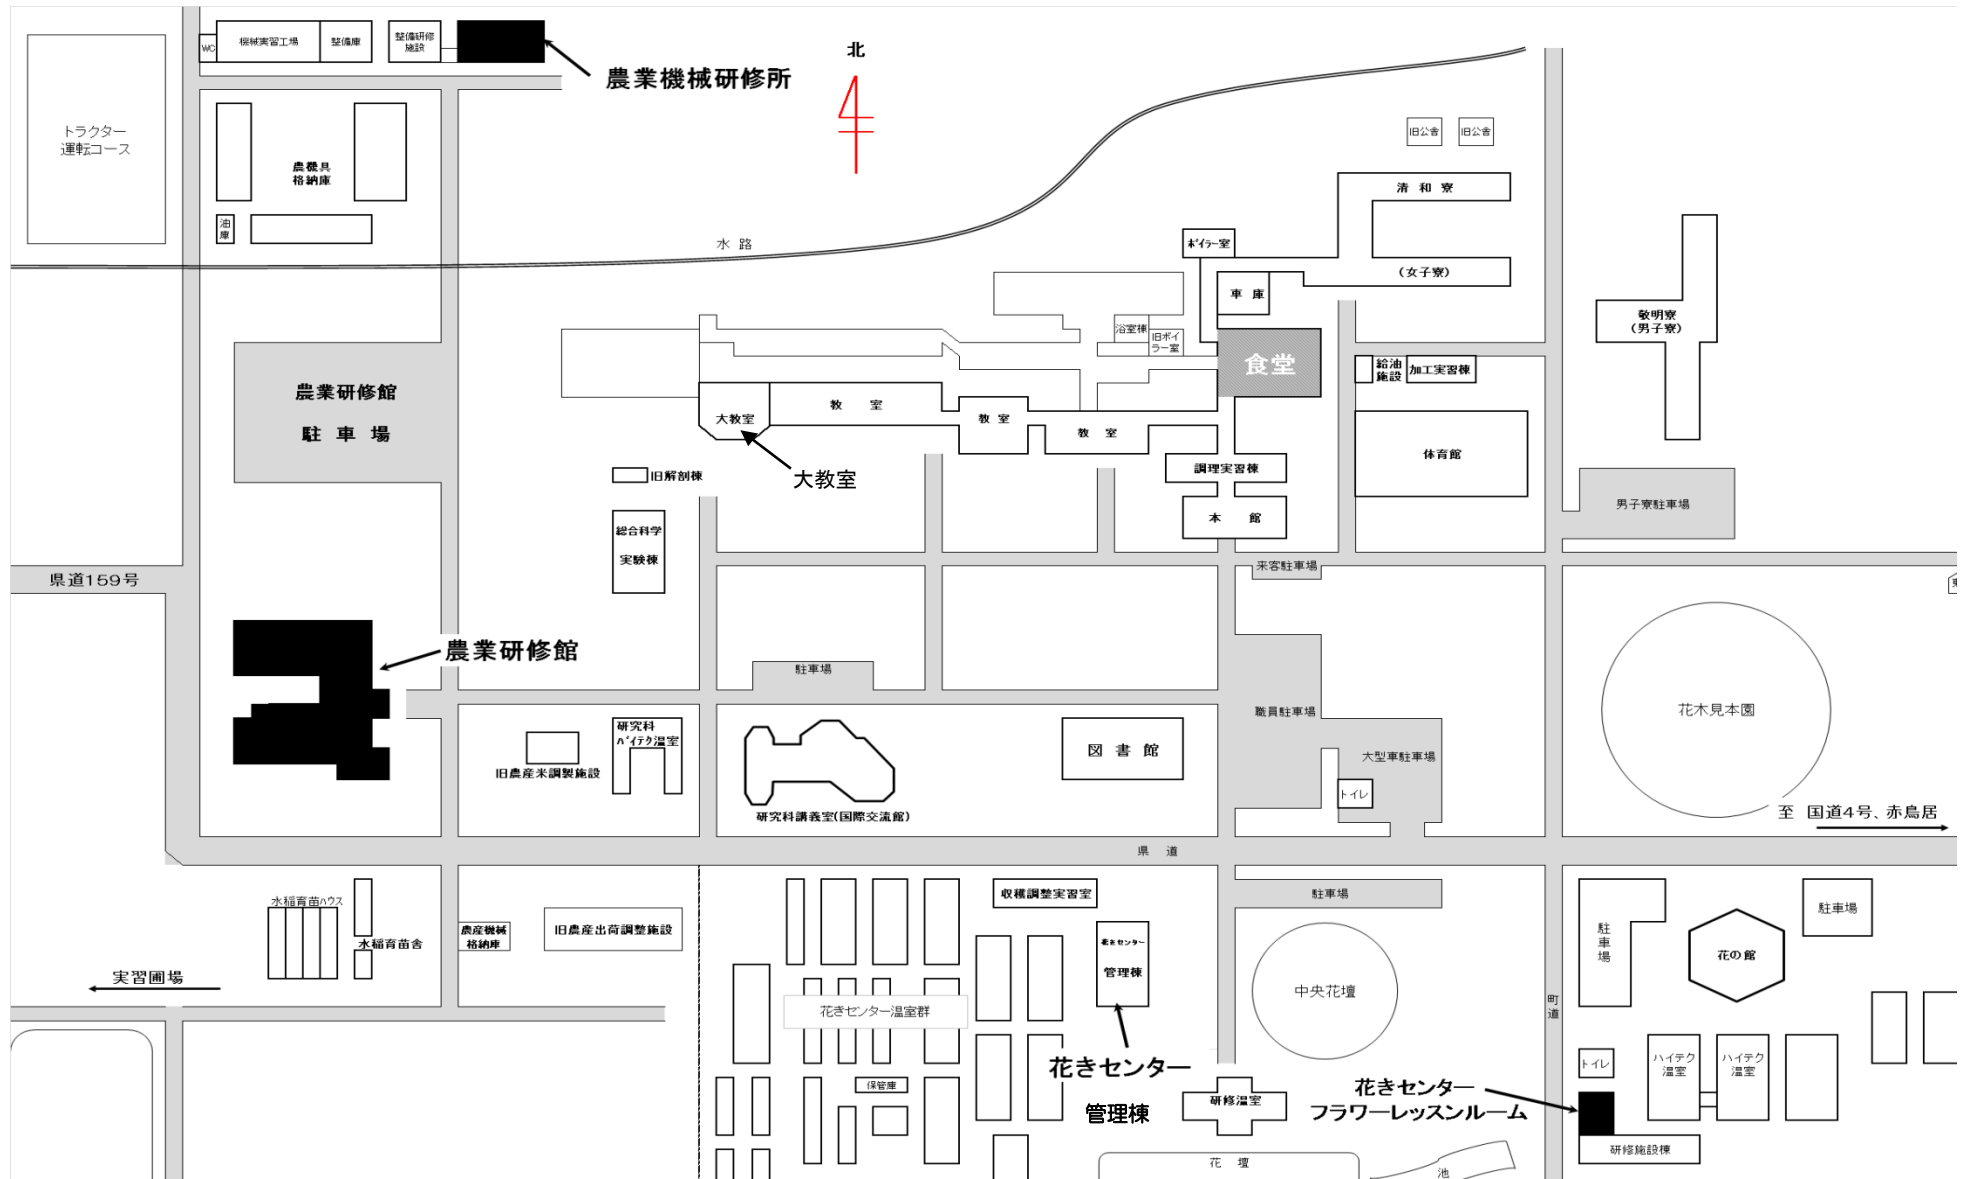 WC
機械実習工場
整備庫
整備研修
施設
農業機械研修所
北
トラクター
運転コース
農機具
格納庫
油
庫
水 路
旧公舎
旧公舎
清 和 寮
ボイラー室
(女子寮)
車 庫
浴室棟
旧ボイ
ラー室
食堂
敬明寮
(男子寮)
給油
施設
加工実習棟
農業研修館
駐 車 場
大教室
教 室
教 室
教 室
大教室
旧解剖棟
調理実習棟
体育館
本 館
男子寮駐車場
総合科学
実験棟
県道159号
来客駐車場
農業研修館
駐車場
職員駐車場
花木見本園
研究科
バイテク温室
旧農産米調製施設
図 書 館
大型車駐車場
トイレ
研究科講義室(国際交流館)
至 国道4号、赤鳥居
県 道
水稲育苗ハウス
水稲育苗舎
農産機械
格納庫
旧農産出荷調整施設
収穫調整実習室
駐車場
花きセンター
管理棟
駐車場
駐
車
場
花の館
実習圃場
花きセンター温室群
中央花壇
町
道
花きセンター
管理棟
保管庫
研修温室
トイレ
ハイテク
温室
ハイテク
温室
花きセンター
フラワーレッスンルーム
研修施設棟
花 壇
池